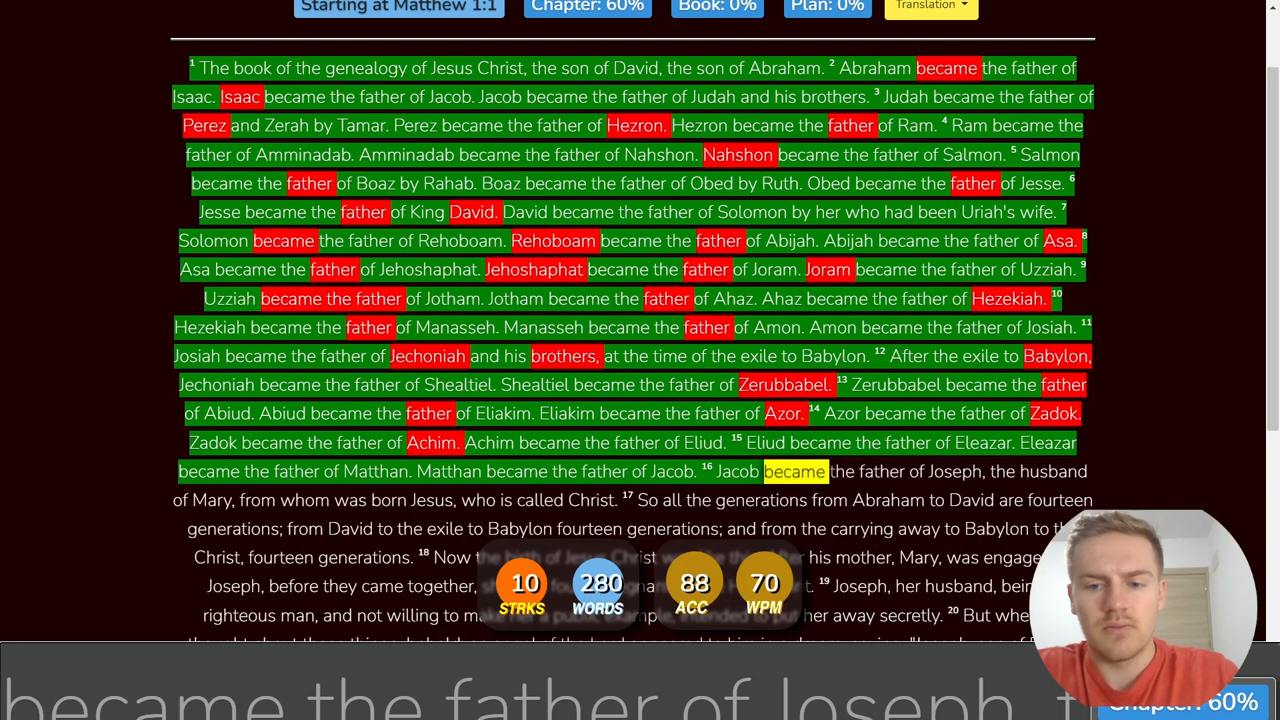 Starting at Matthew 1:1 Chapter: 60% Book: 0% Plan: 0% Translation
1 The book of the genealogy of Jesus Christ, the son of David, the son of Abraham. 2 Abraham became the father of
Isaac. Isaac became the father of Jacob. Jacob became the father of Judah and his brothers. 3 Judah became the father of
Perez and Zerah by Tamar. Perez became the father of Hezron. Hezron became the father of Ram. 4 Ram became the
father of Amminadab. Amminadab became the father of Nahshon. Nahshon became the father of Salmon. 5 Salmon
became the father of Boaz by Rahab. Boaz became the father of Obed by Ruth. Obed became the father of Jesse. 6
Jesse became the father of King David. David became the father of Solomon by her who had been Uriah's wife. 7
Solomon became the father of Rehoboam. Rehoboam became the father of Abijah. Abijah became the father of Asa. 8
Asa became the father of Jehoshaphat. Jehoshaphat became the father of Joram. Joram became the father of Uzziah. 9
Uzziah became the father of Jotham. Jotham became the father of Ahaz. Ahaz became the father of Hezekiah. 10
Hezekiah became the father of Manasseh. Manasseh became the father of Amon. Amon became the father of Josiah. 11
Josiah became the father of Jechoniah and his brothers, at the time of the exile to Babylon. 12 After the exile to Babylon,
Jechoniah became the father of Shealtiel. Shealtiel became the father of Zerubbabel. 13 Zerubbabel became the father
of Abiud. Abiud became the father of Eliakim. Eliakim became the father of Azor. 14 Azor became the father of Zadok.
Zadok became the father of Achim. Achim became the father of Eliud. 15 Eliud became the father of Eleazar. Eleazar
became the father of Matthan. Matthan became the father of Jacob. 16 Jacob became the father of Joseph, the husband
of Mary, from whom was born Jesus, who is called Christ. 17 So all the generations from Abraham to David are fourteen
generations; from David to the exile to Babylon fourteen generations; and from the carrying away to Babylon to
Christ, fourteen generations. 18 Now his mother, Mary, was
Joseph, before they came together, 19 Joseph, her husband,
righteous man, and not willing to her away secretly. 20 But
10 280 88 70
STRKS WORDS ACC WPM
became the father of Joseph,
Chapter: 60%